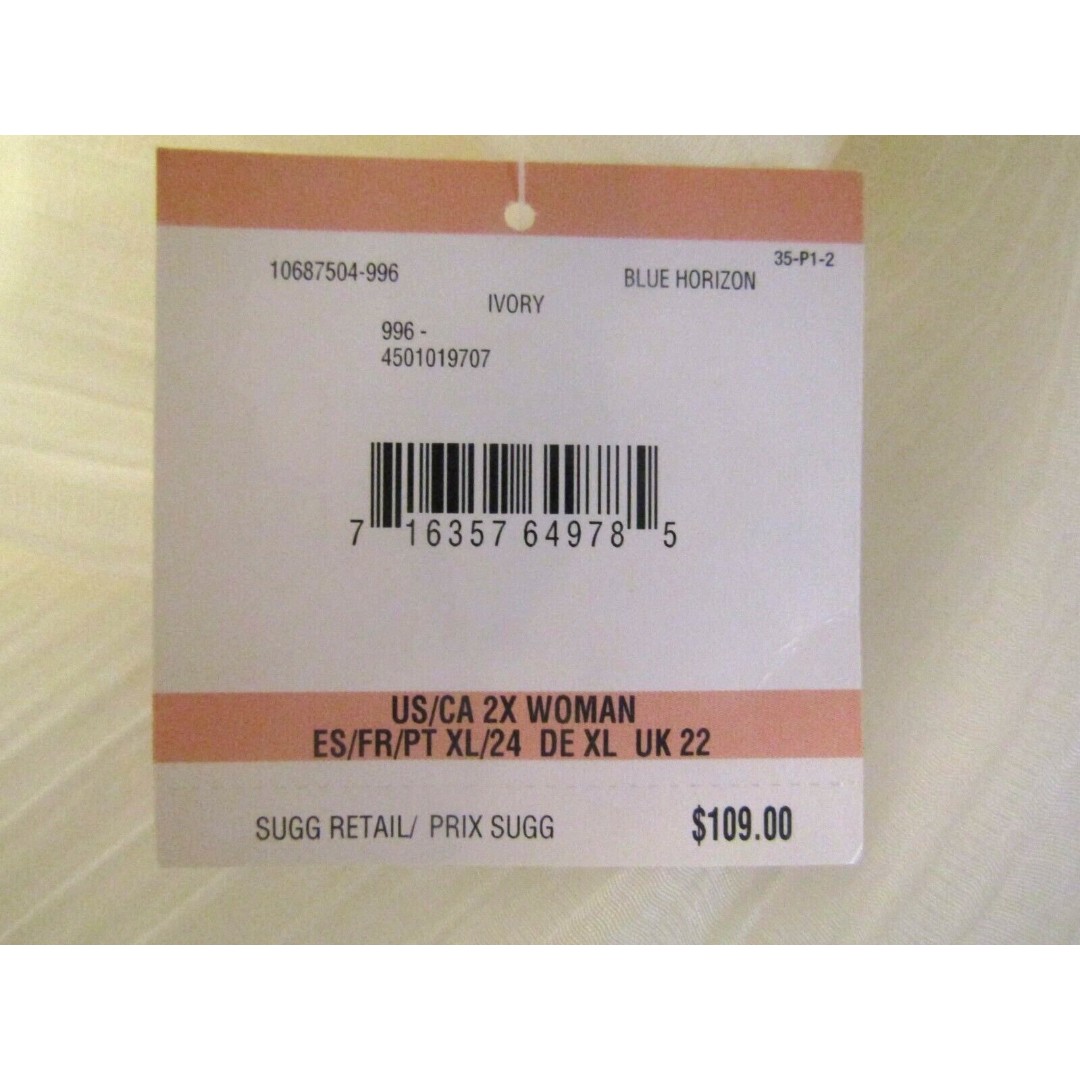 35-P1-2
10687504-996 BLUE HORIZON
IVORY
996 -
4501019707
7 16357 64978 5
US/CA 2X WOMAN
ES/FR/PT XL/24 DE XL UK 22
SUGG RETAIL/ PRIX SUGG $109.00